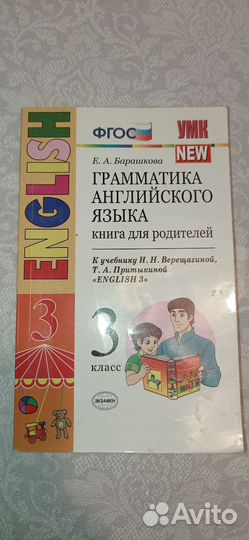 ENGLISH
3
ФГОС
УМК
NEW
Е. А. Барашкова
ГРАММАТИКА
АНГЛИЙСКОГО
ЯЗЫКА
книга для родителей
К учебнику И. Н. Верещагиной,
Т. А. Притыкиной
«ENGLISH 3»
3
класс
ЭКЗАМЕН
Avito